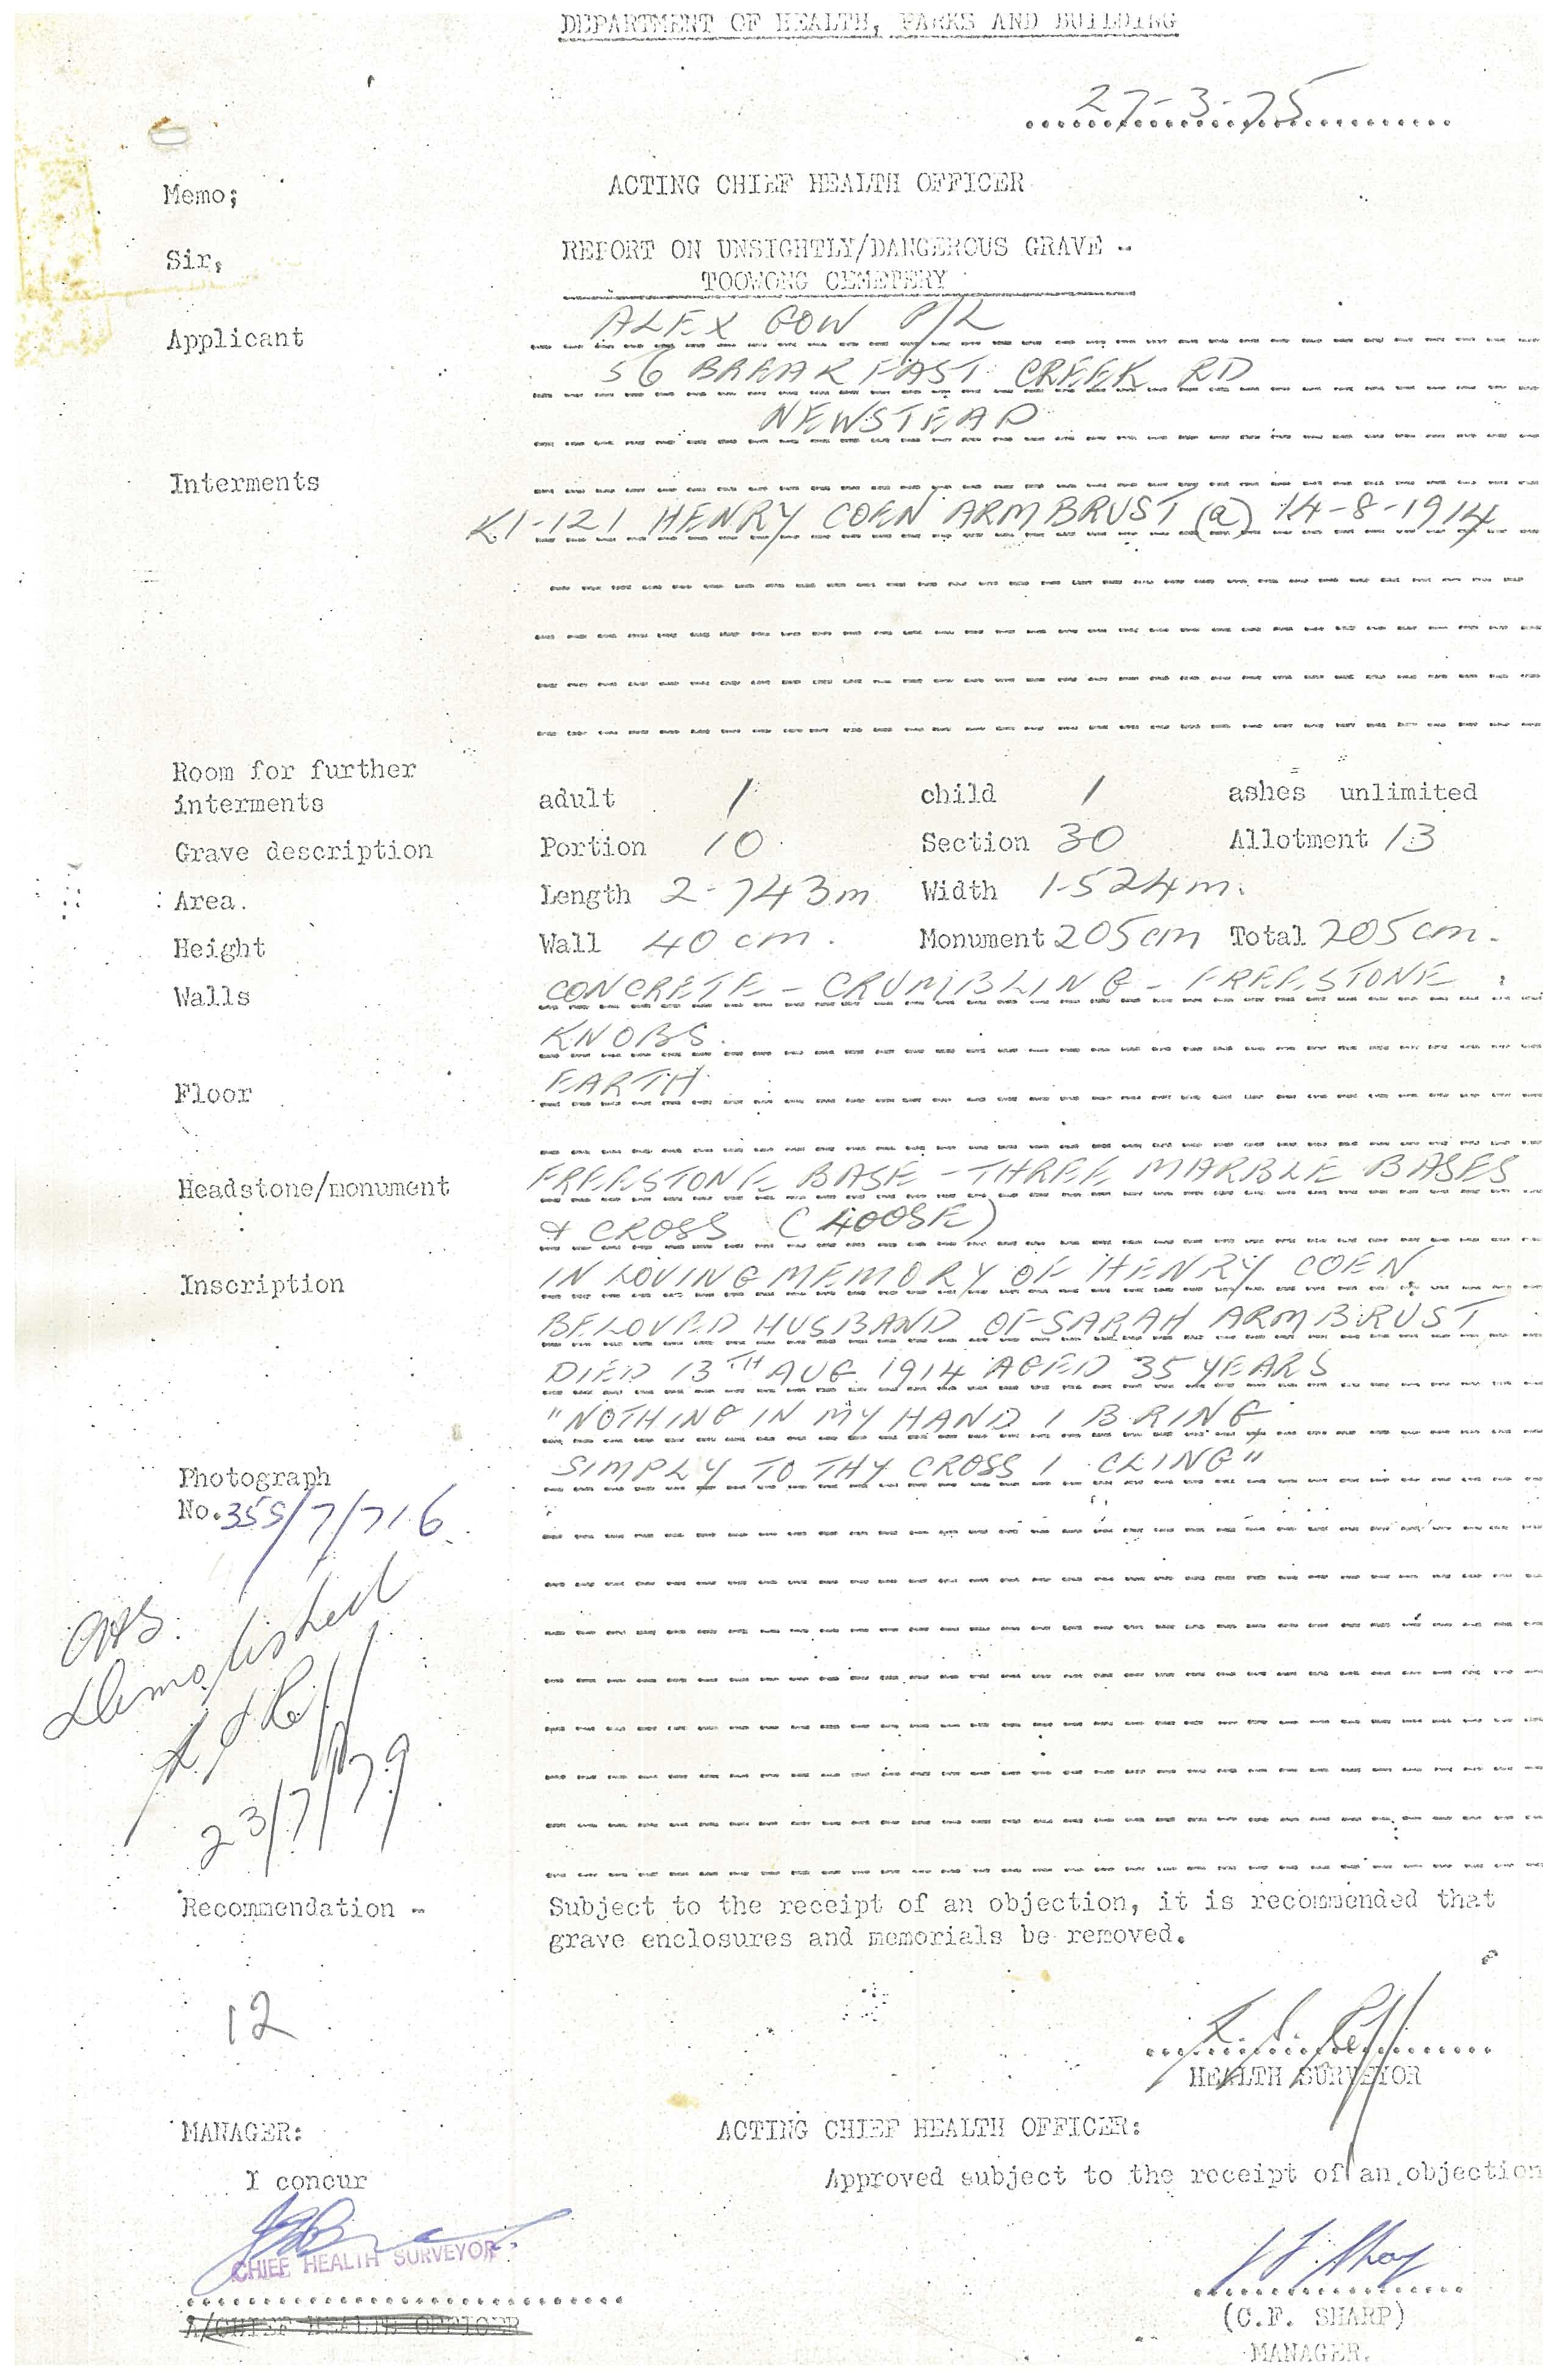 DEPARTMENT OF HEALTH, PARKS AND BUILDING
27-3-75
Memo; ACTING CHIEF HEALTH OFFICER
Sir, REPORT ON UNSIGHTLY/DANGEROUS GRAVE -
TOOWONG CEMETERY
Applicant ALEX GOW P/L
56 BREAKFAST CREEK RD
NEWSTEAD
Interments
K1-121 HENRY COEN ARMBRUST (a) 14-8-1914
Room for further
interments adult 1 child 1 ashes unlimited
Grave description Portion 10 Section 30 Allotment 13
Area. Length 2-743m Width 1-524m.
Height Wall 40 cm. Monument 205cm Total 205cm.
Walls CONCRETE - CRUMBLING - FREESTONE
KNOBS.
Floor EARTH
Headstone/monument FREESTONE BASE - THREE MARBLE BASES
& CROSS (LOOSE)
Inscription IN LOVING MEMORY OF HENRY COEN
BELOVED HUSBAND OF SARAH ARMBRUST
DIED 13TH AUG. 1914 AGED 35 YEARS
"NOTHING IN MY HAND I BRING
SIMPLY TO THY CROSS I CLING"
Photograph
No. 355/7/716
Demolished
23/7/79
Recommendation - Subject to the receipt of an objection, it is recommended that
grave enclosures and memorials be removed.
12
HEALTH SURVEYOR
MANAGER: ACTING CHIEF HEALTH OFFICER:
I concur Approved subject to the receipt of an objection
CHIEF HEALTH SURVEYOR
A/CHIEF HEALTH OFFICER
(C.F. SHARP)
MANAGER.